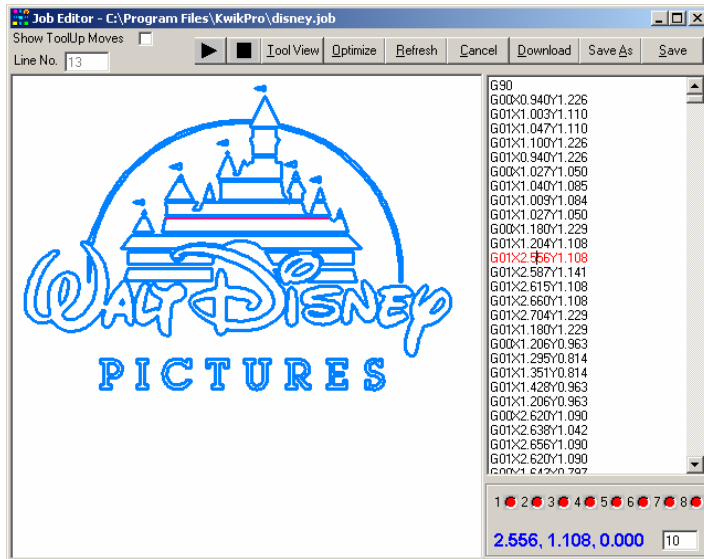 Job Editor - C:\Program Files\KwikPro\disney.job
Show ToolUp Moves
Line No. 13
Tool View Optimize Refresh Cancel Download Save As Save
WALT DISNEY
PICTURES
G90
G00X0.940Y1.226
G01X1.003Y1.110
G01X1.047Y1.110
G01X1.100Y1.226
G01X0.940Y1.226
G00X1.027Y1.050
G01X1.040Y1.085
G01X1.009Y1.084
G01X1.027Y1.050
G00X1.180Y1.229
G01X1.204Y1.108
G01X2.556Y1.108
G01X2.587Y1.141
G01X2.615Y1.108
G01X2.660Y1.108
G01X2.704Y1.229
G01X1.180Y1.229
G00X1.206Y0.963
G01X1.295Y0.814
G01X1.351Y0.814
G01X1.428Y0.963
G01X1.206Y0.963
G00X2.620Y1.090
G01X2.638Y1.042
G01X2.656Y1.090
G01X2.620Y1.090
G00X1.643Y0.797
1 2 3 4 5 6 7 8
2.556, 1.108, 0.000 10